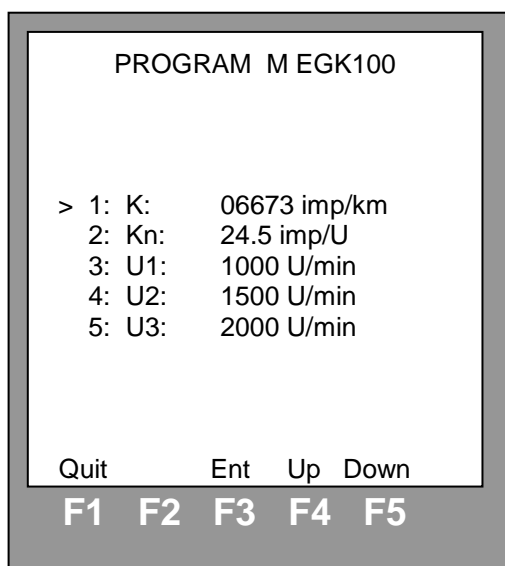 PROGRAM M EGK100
> 1: K: 06673 imp/km
2: Kn: 24.5 imp/U
3: U1: 1000 U/min
4: U2: 1500 U/min
5: U3: 2000 U/min
Quit Ent Up Down
F1 F2 F3 F4 F5